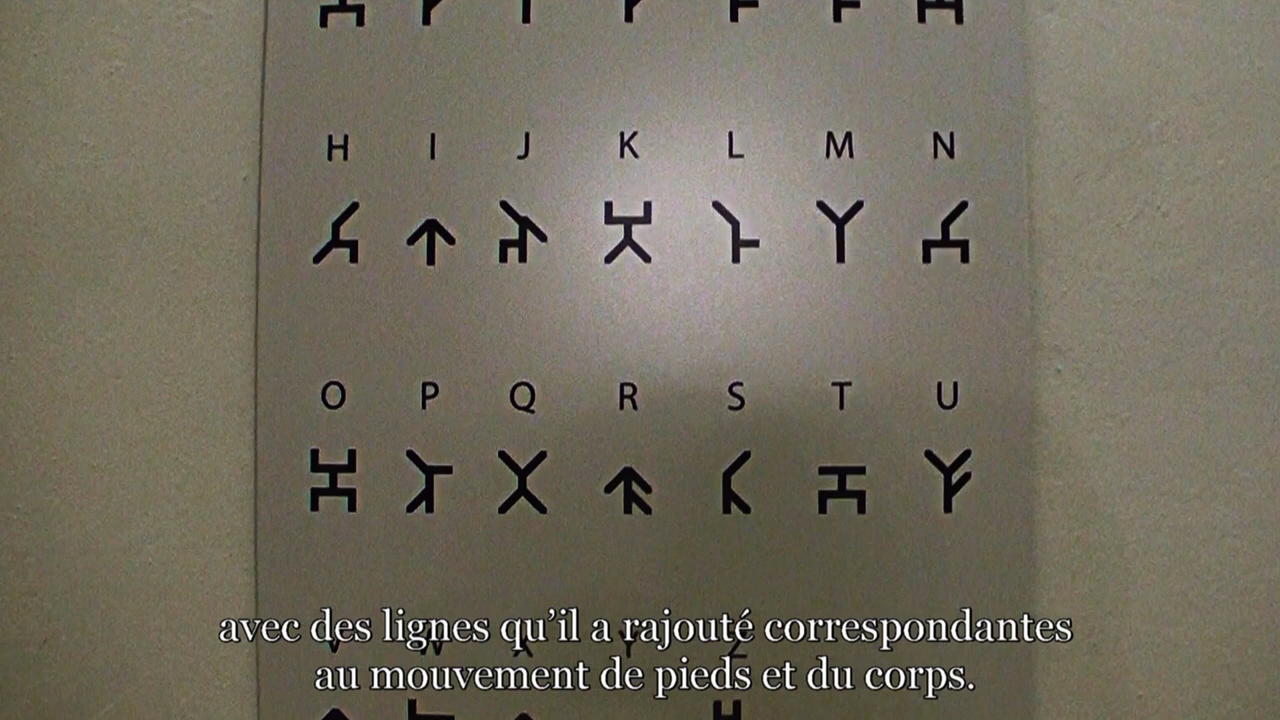 H I J K L M N
O P Q R S T U
V W X Y Z
avec des lignes qu’il a rajouté correspondantes
au mouvement de pieds et du corps.